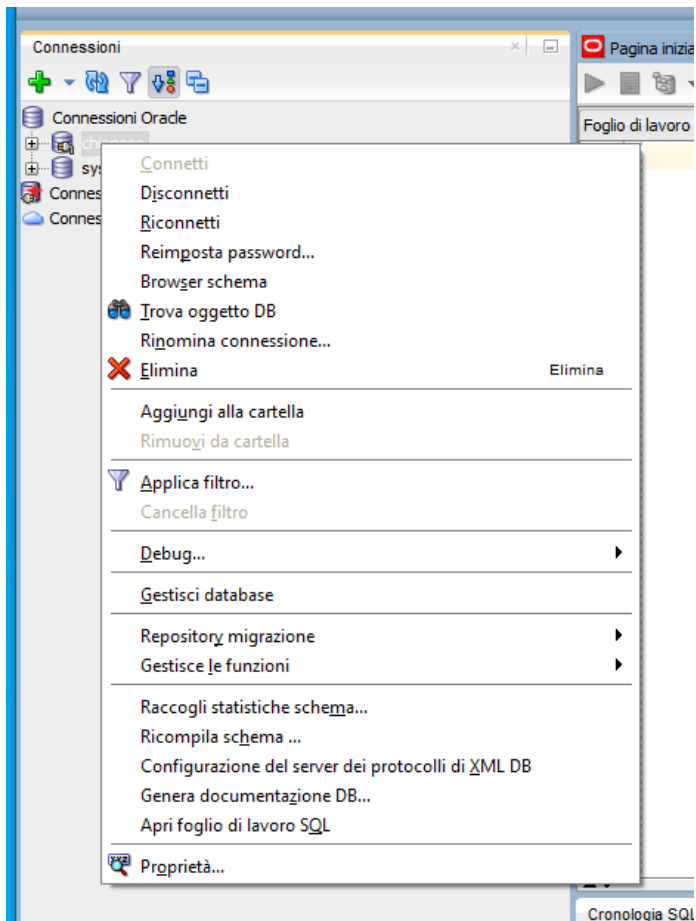 Connessioni
Pagina inizia
Connessioni Oracle
Foglio di lavoro
sys
Connes
Connes
Connetti
Disconnetti
Riconnetti
Reimposta password...
Browser schema
Trova oggetto DB
Rinomina connessione...
Elimina Elimina
Aggiungi alla cartella
Rimuovi da cartella
Applica filtro...
Cancella filtro
Debug...
Gestisci database
Repository migrazione
Gestisce le funzioni
Raccogli statistiche schema...
Ricompila schema ...
Configurazione del server dei protocolli di XML DB
Genera documentazione DB...
Apri foglio di lavoro SQL
Proprietà...
Cronologia SQL